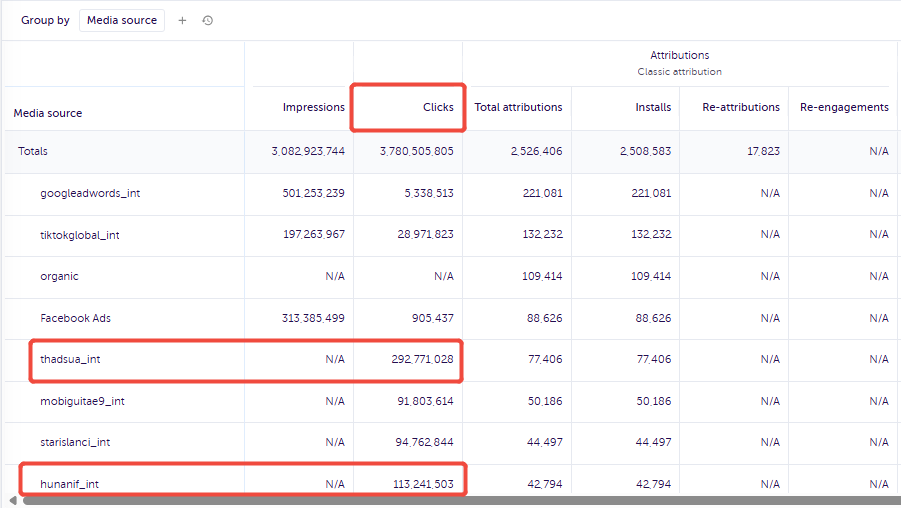 Group by Media source +
Attributions
Classic attribution
Media source Impressions Clicks Total attributions Installs Re-attributions Re-engagements
Totals 3,082,923,744 3,780,505,805 2,526,406 2,508,583 17,823 N/A
googleadwords_int 501,253,239 5,338,513 221,081 221,081 N/A N/A
tiktokglobal_int 197,263,967 28,971,823 132,232 132,232 N/A N/A
organic N/A N/A 109,414 109,414 N/A N/A
Facebook Ads 313,385,499 905,437 88,626 88,626 N/A N/A
thadsua_int N/A 292,771,028 77,406 77,406 N/A N/A
mobiguitae9_int N/A 91,803,614 50,186 50,186 N/A N/A
starislanci_int N/A 94,762,844 44,497 44,497 N/A N/A
hunanif_int N/A 113,241,503 42,794 42,794 N/A N/A